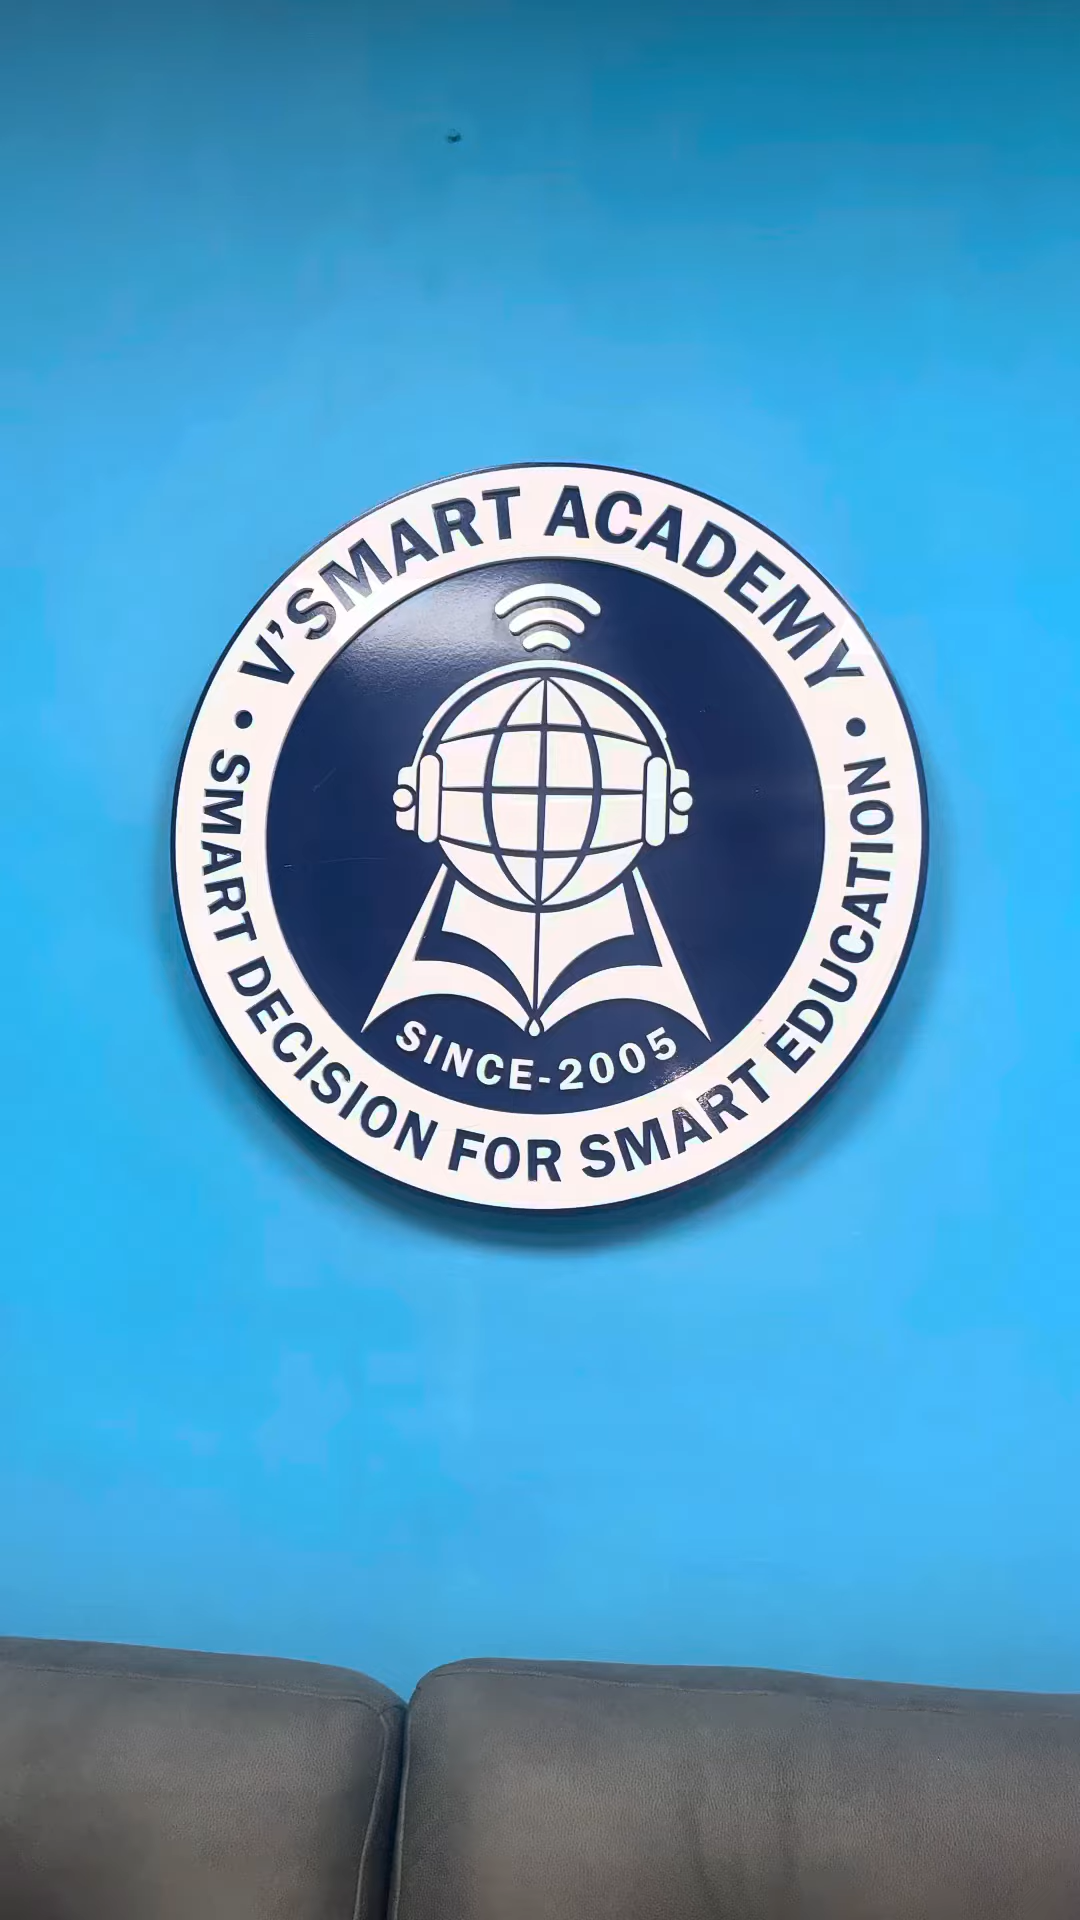 V'SMART ACADEMY
• SMART DECISION FOR SMART EDUCATION •
SINCE-2005